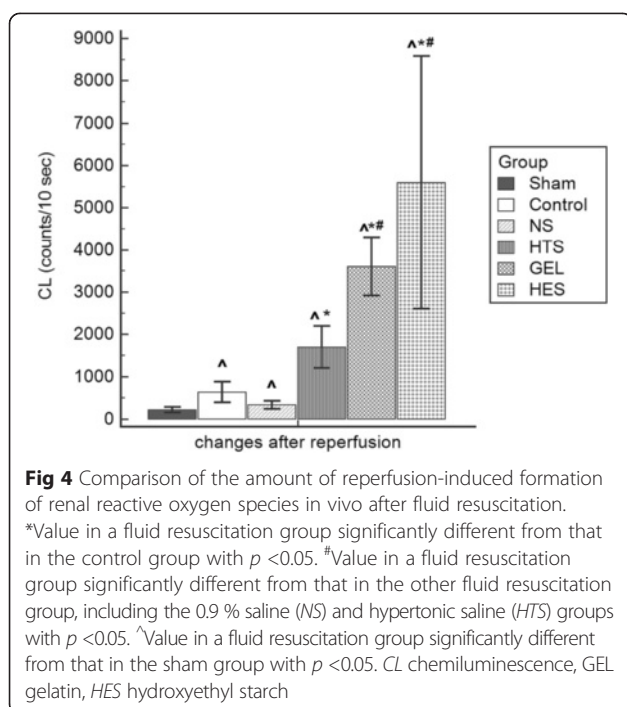 9000
8000
7000
6000
5000
4000
3000
2000
1000
0
CL (counts/10 sec)
^
^
^ *
^*#
^*#
changes after reperfusion
Group
Sham
Control
NS
HTS
GEL
HES
Fig 4 Comparison of the amount of reperfusion-induced formation
of renal reactive oxygen species in vivo after fluid resuscitation.
*Value in a fluid resuscitation group significantly different from that
in the control group with p <0.05. #Value in a fluid resuscitation
group significantly different from that in the other fluid resuscitation
group, including the 0.9 % saline (NS) and hypertonic saline (HTS) groups
with p <0.05. ^Value in a fluid resuscitation group significantly different
from that in the sham group with p <0.05. CL chemiluminescence, GEL
gelatin, HES hydroxyethyl starch